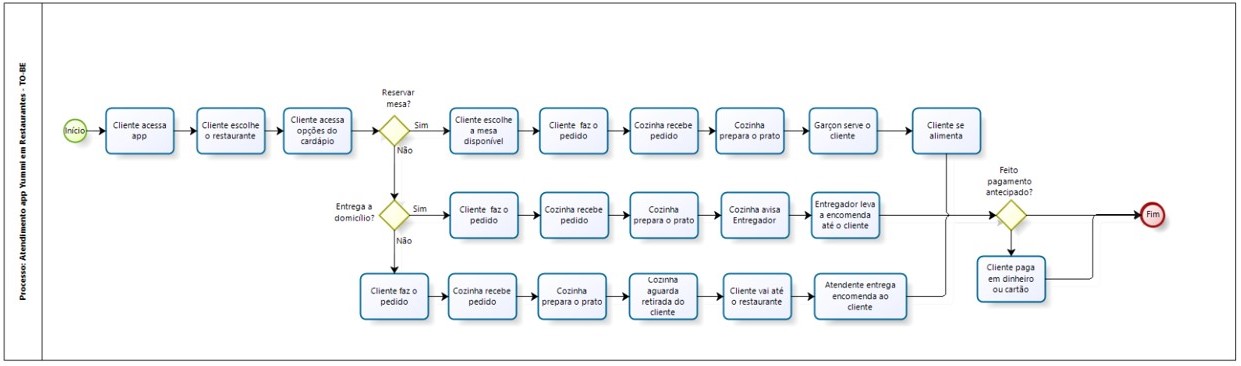 Processo: Atendimento app Yummi em Restaurantes - TO-BE
Início
Cliente acessa
app
Cliente escolhe
o restaurante
Cliente acessa
opções do
cardápio
Reservar
mesa?
Sim
Não
Cliente escolhe
a mesa
disponível
Cliente faz o
pedido
Cozinha recebe
pedido
Cozinha
prepara o prato
Garçon serve o
cliente
Cliente se
alimenta
Entrega a
domicílio?
Sim
Não
Cliente faz o
pedido
Cozinha recebe
pedido
Cozinha
prepara o prato
Cozinha avisa
Entregador
Entregador leva
a encomenda
até o cliente
Feito
pagamento
antecipado?
Fim
Cliente faz o
pedido
Cozinha recebe
pedido
Cozinha
prepara o prato
Cozinha
aguarda
retirada do
cliente
Cliente vai até
o restaurante
Atendente entrega
encomenda ao
cliente
Cliente paga
em dinheiro
ou cartão